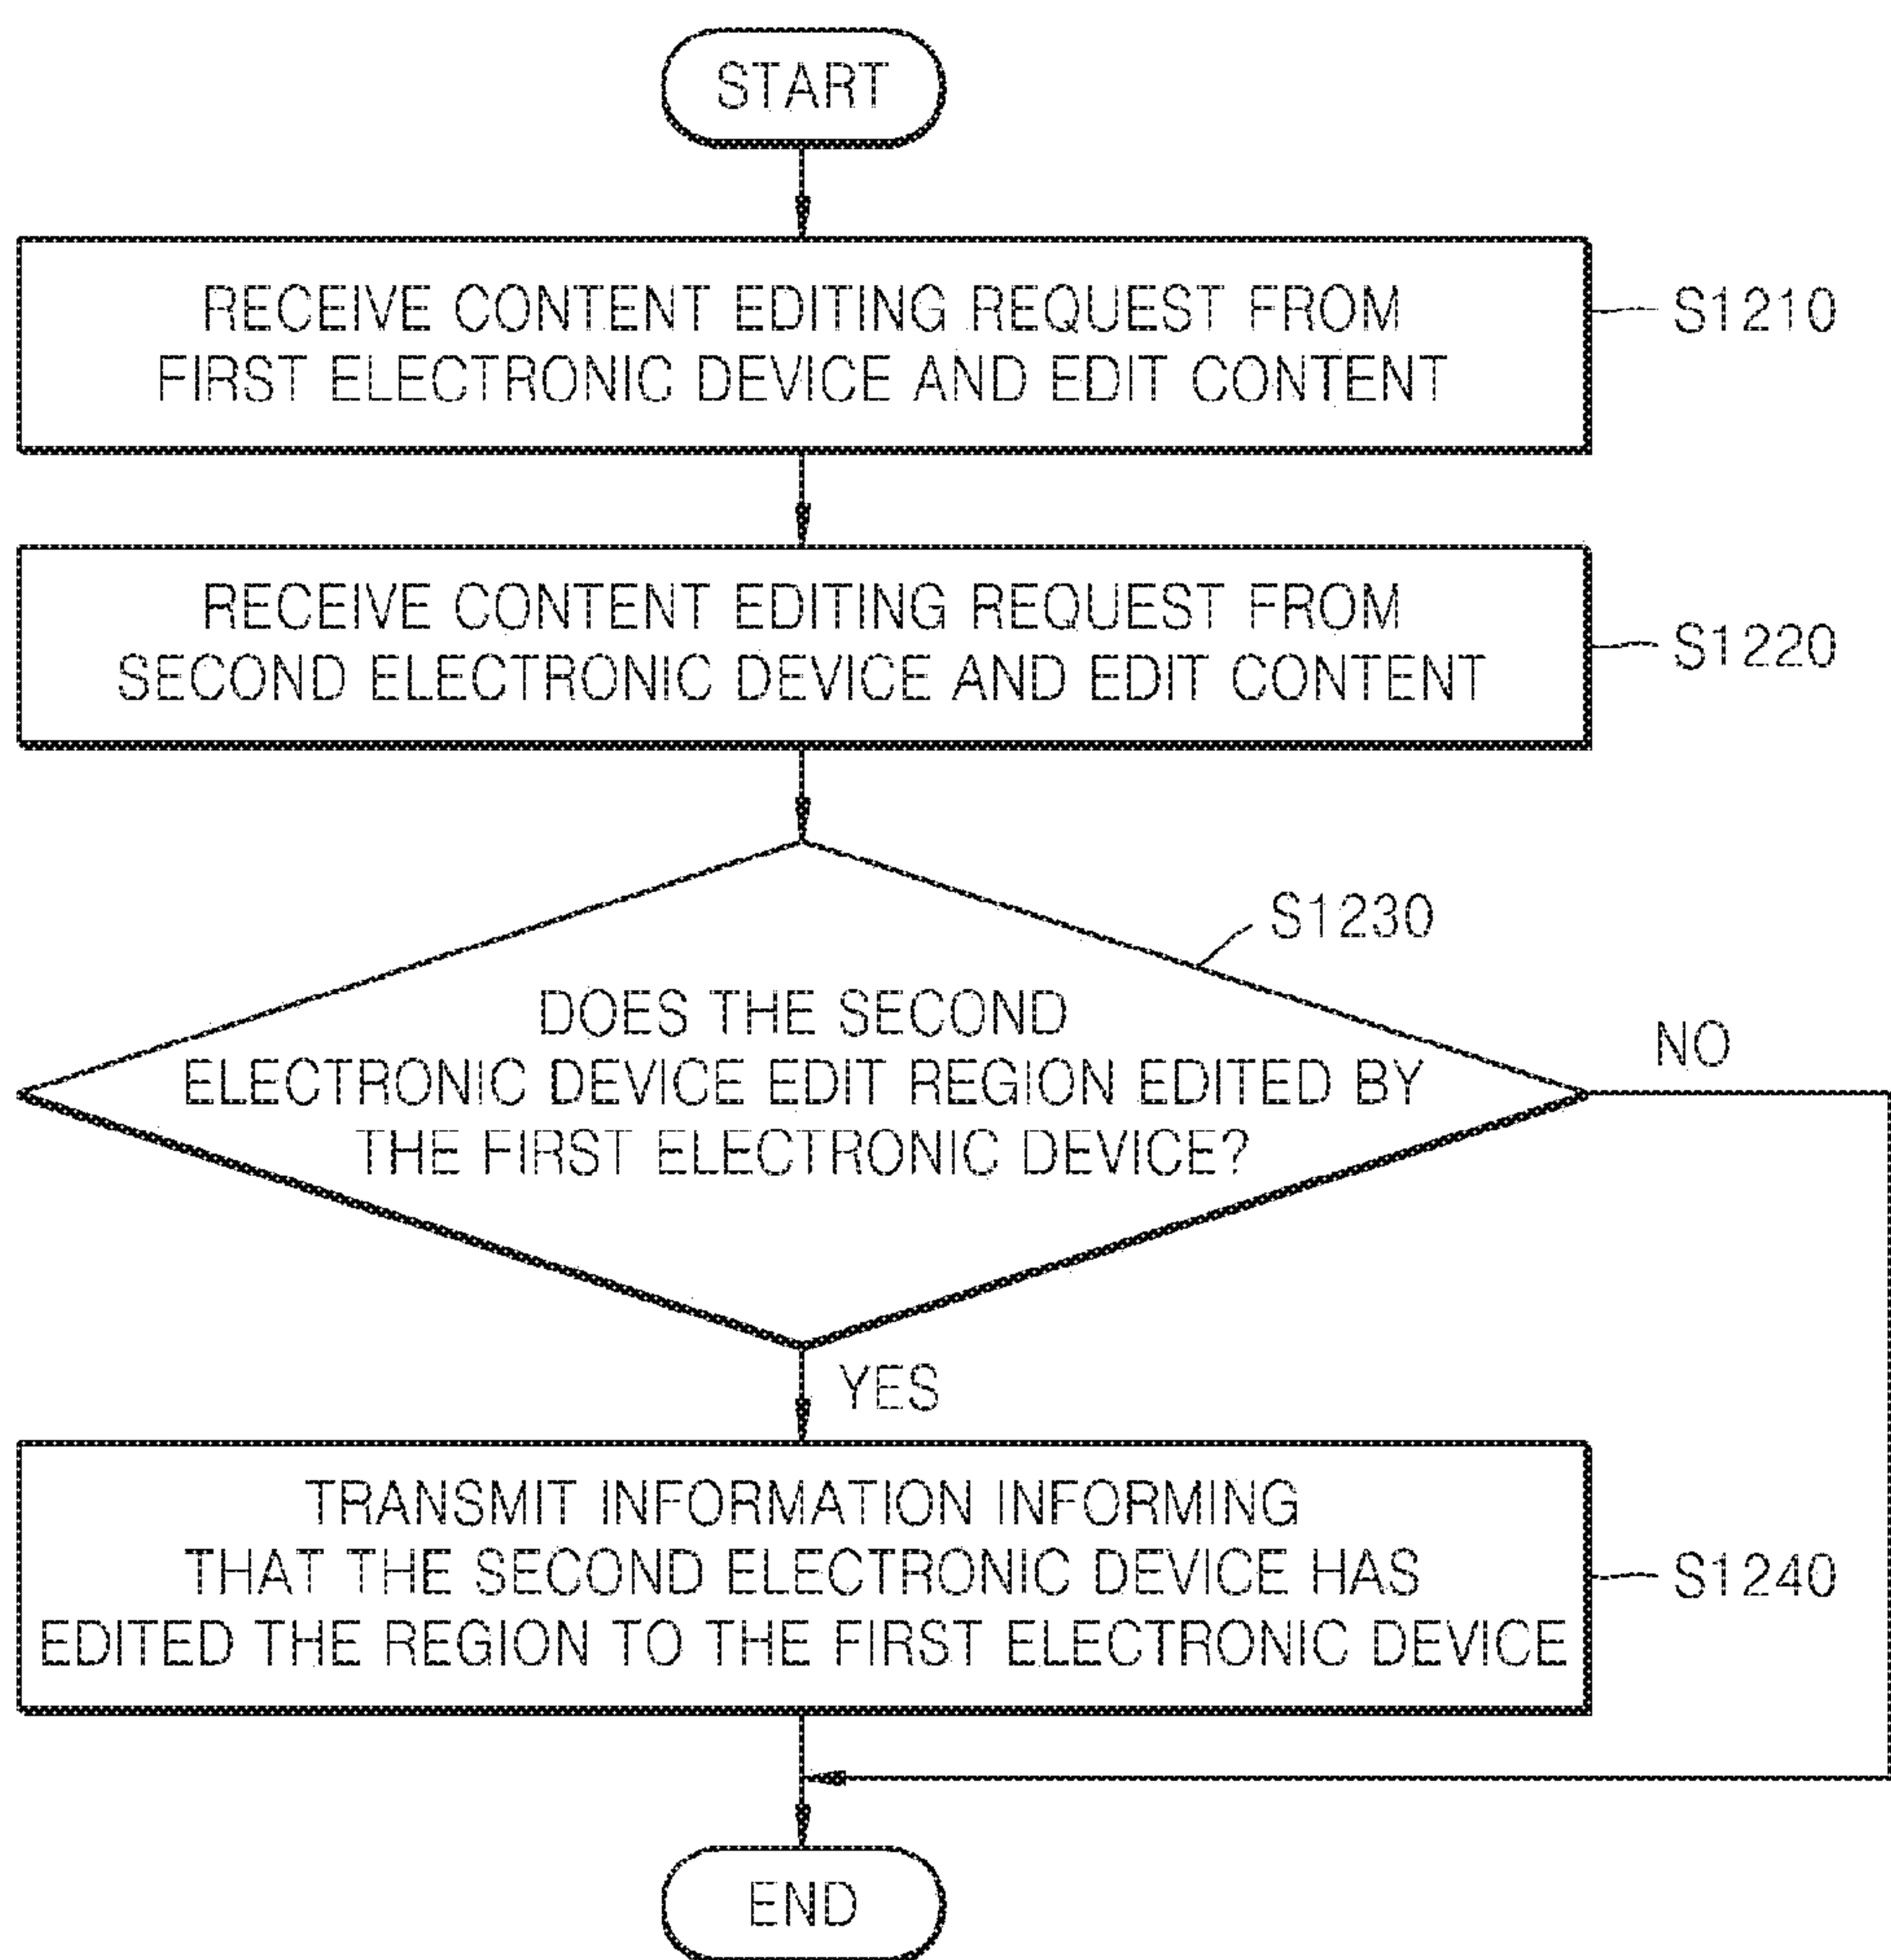 START
RECEIVE CONTENT EDITING REQUEST FROM
FIRST ELECTRONIC DEVICE AND EDIT CONTENT
S1210
RECEIVE CONTENT EDITING REQUEST FROM
SECOND ELECTRONIC DEVICE AND EDIT CONTENT
S1220
S1230
DOES THE SECOND
ELECTRONIC DEVICE EDIT REGION EDITED BY
THE FIRST ELECTRONIC DEVICE?
NO
YES
TRANSMIT INFORMATION INFORMING
THAT THE SECOND ELECTRONIC DEVICE HAS
EDITED THE REGION TO THE FIRST ELECTRONIC DEVICE
S1240
END